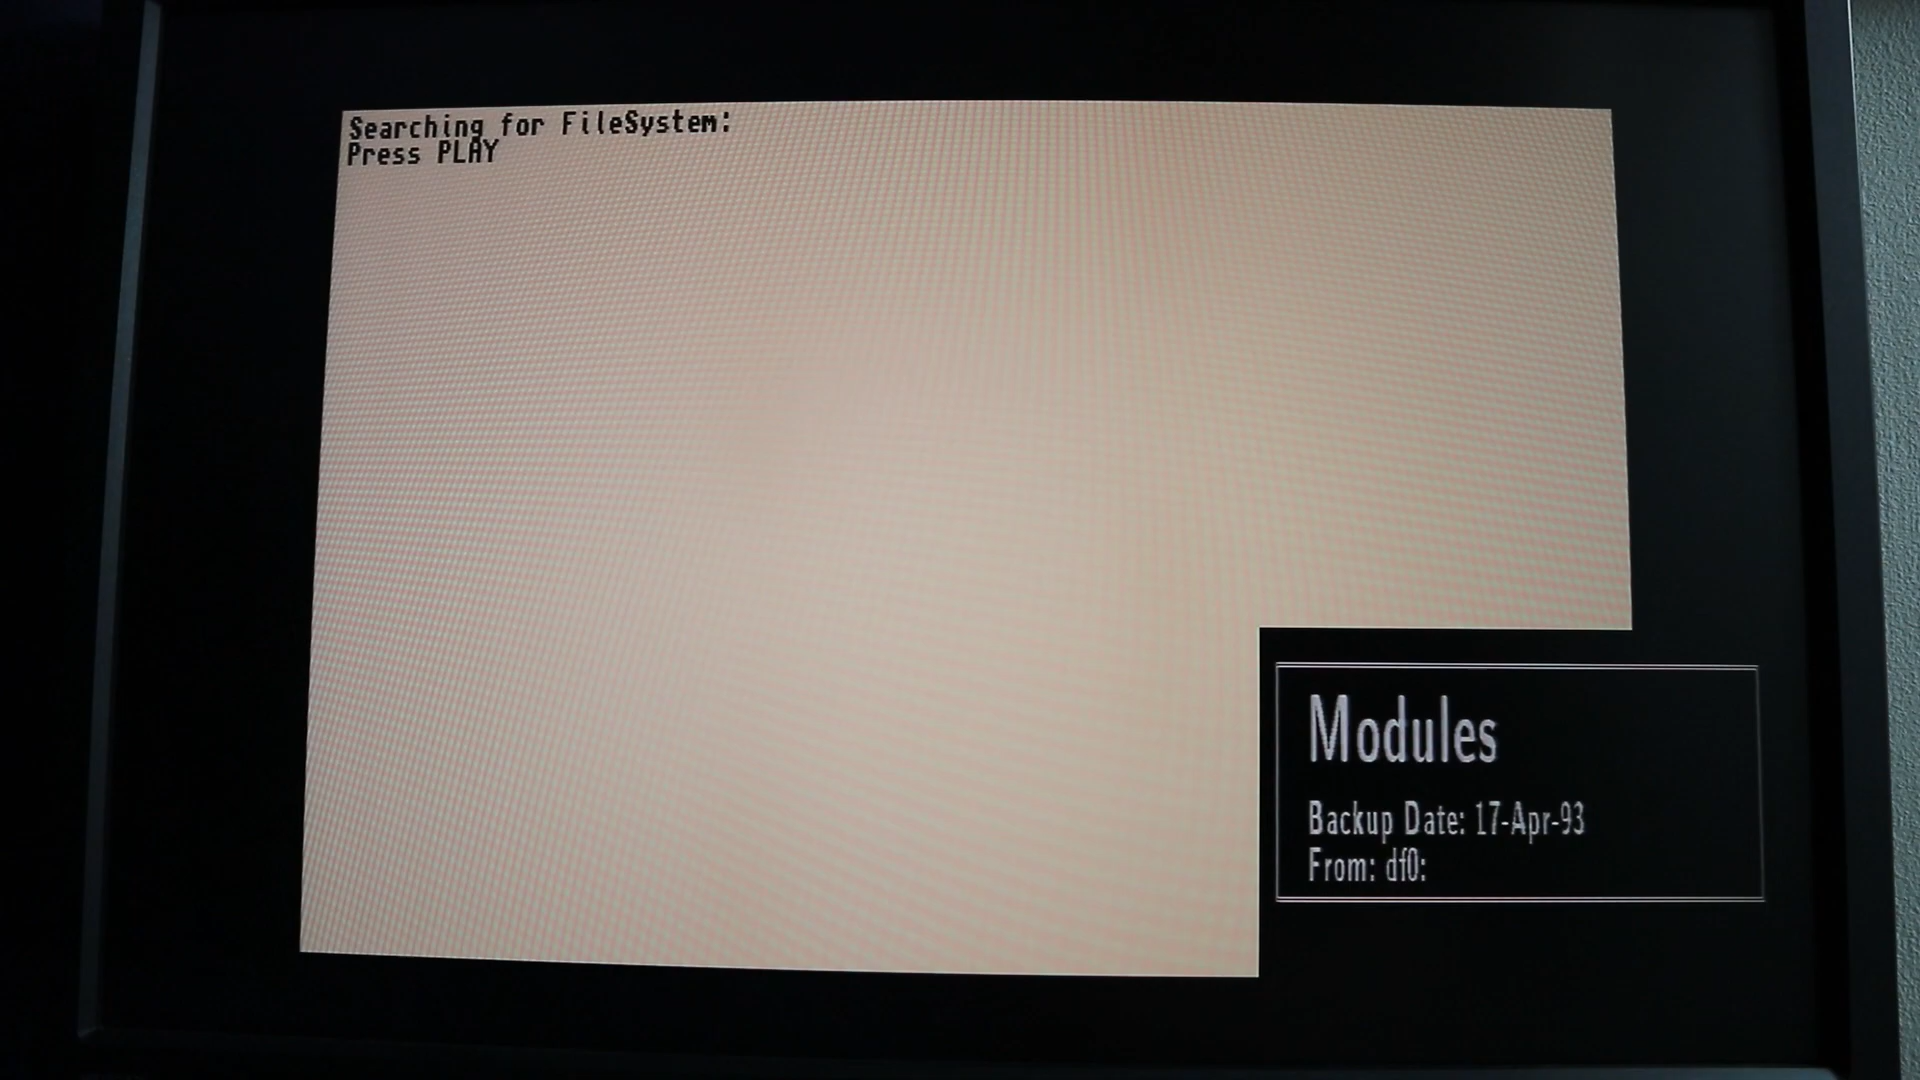 Searching for FileSystem:
Press PLAY
Modules
Backup Date: 17-Apr-93
From: df0: